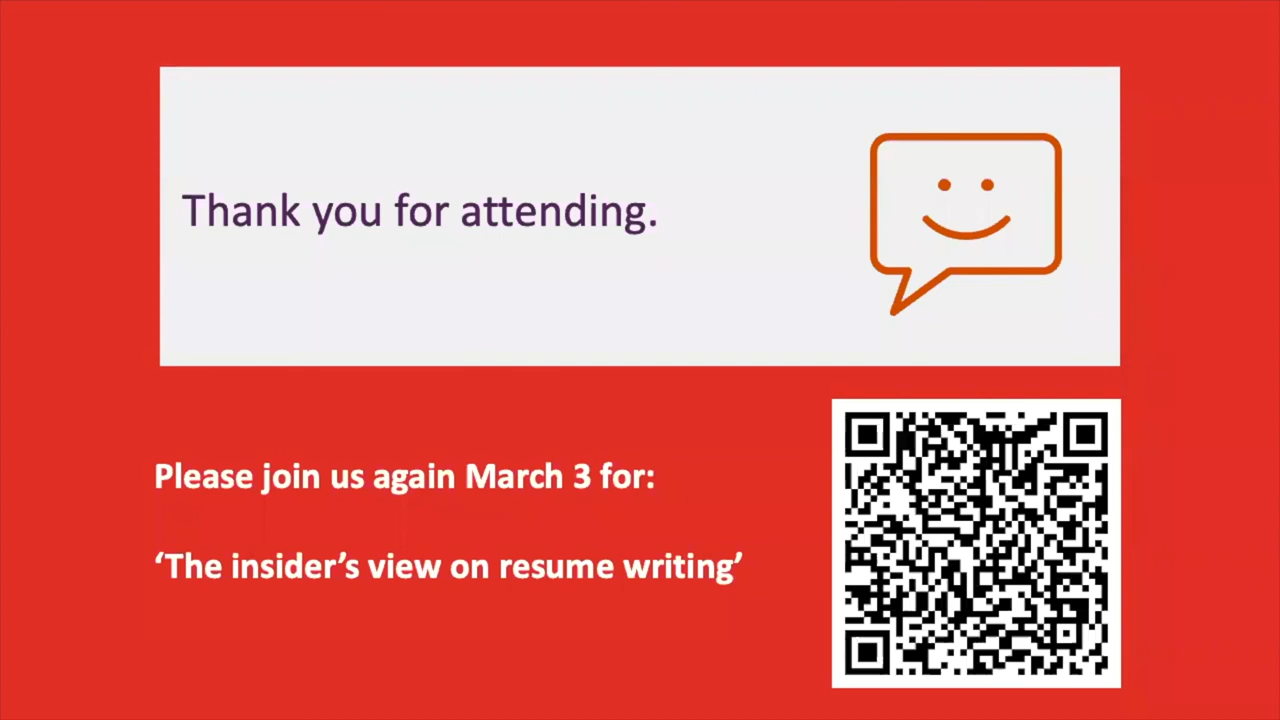 Thank you for attending.
Please join us again March 3 for:
‘The insider’s view on resume writing’